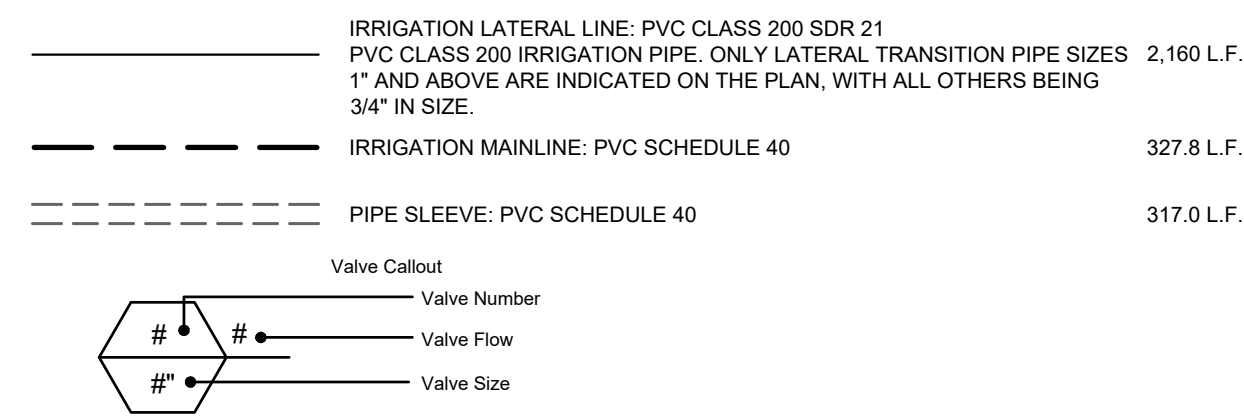 IRRIGATION LATERAL LINE: PVC CLASS 200 SDR 21
PVC CLASS 200 IRRIGATION PIPE. ONLY LATERAL TRANSITION PIPE SIZES 2,160 L.F.
1" AND ABOVE ARE INDICATED ON THE PLAN, WITH ALL OTHERS BEING
3/4" IN SIZE.
IRRIGATION MAINLINE: PVC SCHEDULE 40 327.8 L.F.
PIPE SLEEVE: PVC SCHEDULE 40 317.0 L.F.
Valve Callout
Valve Number
# # Valve Flow
#" Valve Size